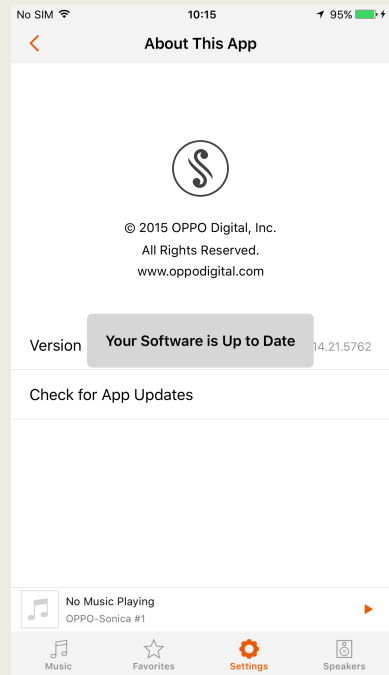 No SIM 10:15 95%
About This App
© 2015 OPPO Digital, Inc.
All Rights Reserved.
www.oppodigital.com
Version 14.21.5762
Your Software is Up to Date
Check for App Updates
No Music Playing
OPPO-Sonica #1
Music Favorites Settings Speakers